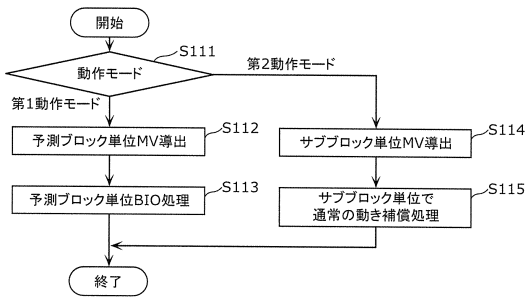 開始
S111
動作モード
第2動作モード
第1動作モード
S112
予測ブロック単位MV導出
S114
サブブロック単位MV導出
S113
予測ブロック単位BIO処理
S115
サブブロック単位で
通常の動き補償処理
終了